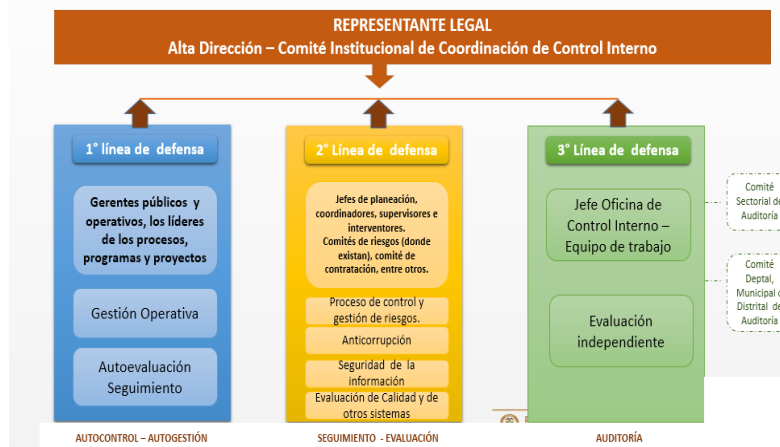 REPRESENTANTE LEGAL
Alta Dirección – Comité Institucional de Coordinación de Control Interno
1° línea de defensa
Gerentes públicos y
operativos, los líderes
de los procesos,
programas y proyectos
Gestión Operativa
Autoevaluación
Seguimiento
AUTOCONTROL – AUTOGESTIÓN
2° Línea de defensa
Jefes de planeación,
coordinadores, supervisores e
interventores.
Comités de riesgos (donde
existan), comité de
contratación, entre otros.
Proceso de control y
gestión de riesgos.
Anticorrupción
Seguridad de la
información
Evaluación de Calidad y de
otros sistemas
SEGUIMIENTO - EVALUACIÓN
3° Línea de defensa
Jefe Oficina de
Control Interno –
Equipo de trabajo
Evaluación
independiente
AUDITORÍA
Comité
Sectorial de
Auditoría
Comité
Deptal,
Municipal
Distrital de
Auditoría